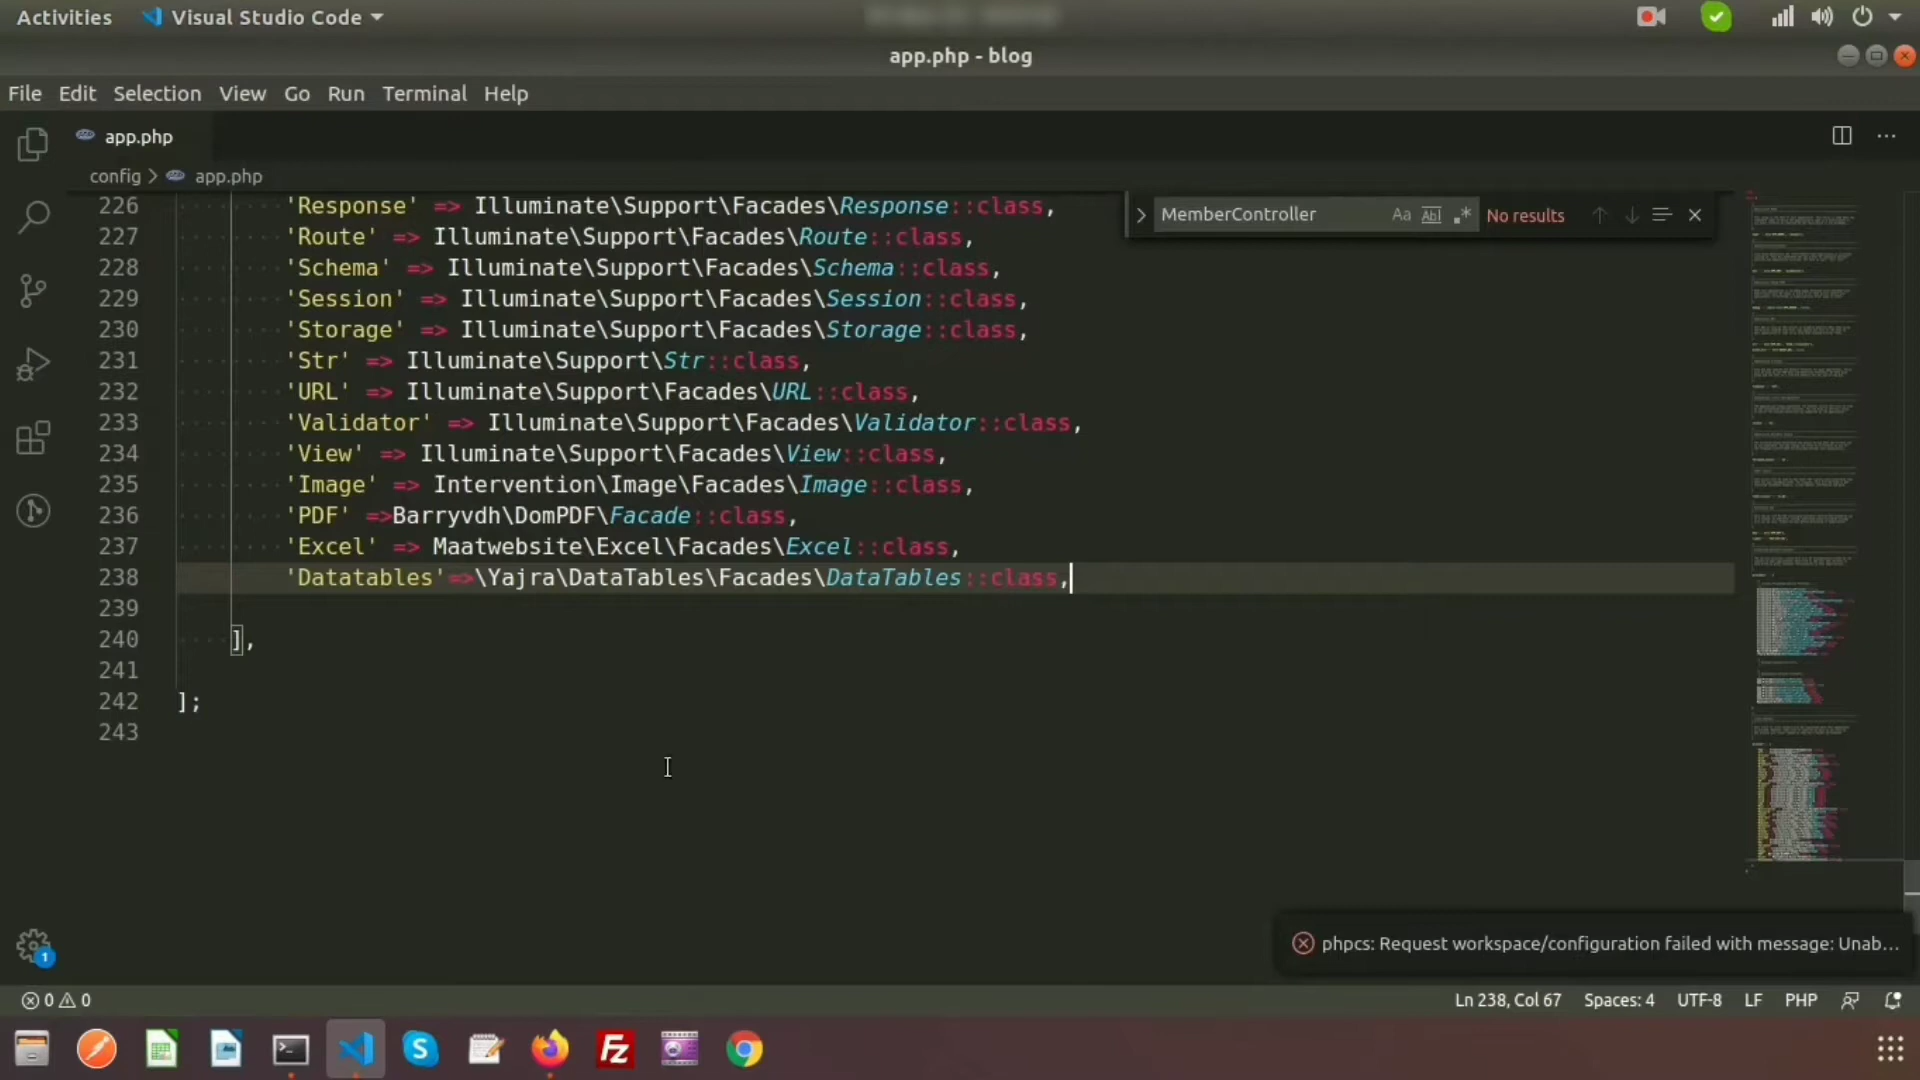 Activities
Visual Studio Code
app.php - blog
File Edit Selection View Go Run Terminal Help
app.php
config > app.php
MemberController
Aa Abl .*
No results
226 'Response' => Illuminate\Support\Facades\Response::class,
227 'Route' => Illuminate\Support\Facades\Route::class,
228 'Schema' => Illuminate\Support\Facades\Schema::class,
229 'Session' => Illuminate\Support\Facades\Session::class,
230 'Storage' => Illuminate\Support\Facades\Storage::class,
231 'Str' => Illuminate\Support\Str::class,
232 'URL' => Illuminate\Support\Facades\URL::class,
233 'Validator' => Illuminate\Support\Facades\Validator::class,
234 'View' => Illuminate\Support\Facades\View::class,
235 'Image' => Intervention\Image\Facades\Image::class,
236 'PDF' =>Barryvdh\DomPDF\Facade::class,
237 'Excel' => Maatwebsite\Excel\Facades\Excel::class,
238 'Datatables'=>\Yajra\DataTables\Facades\DataTables::class,
239
240 ],
241
242 ];
243
1
phpcs: Request workspace/configuration failed with message: Unab...
0 0
Ln 238, Col 67 Spaces: 4 UTF-8 LF PHP
S
Fz